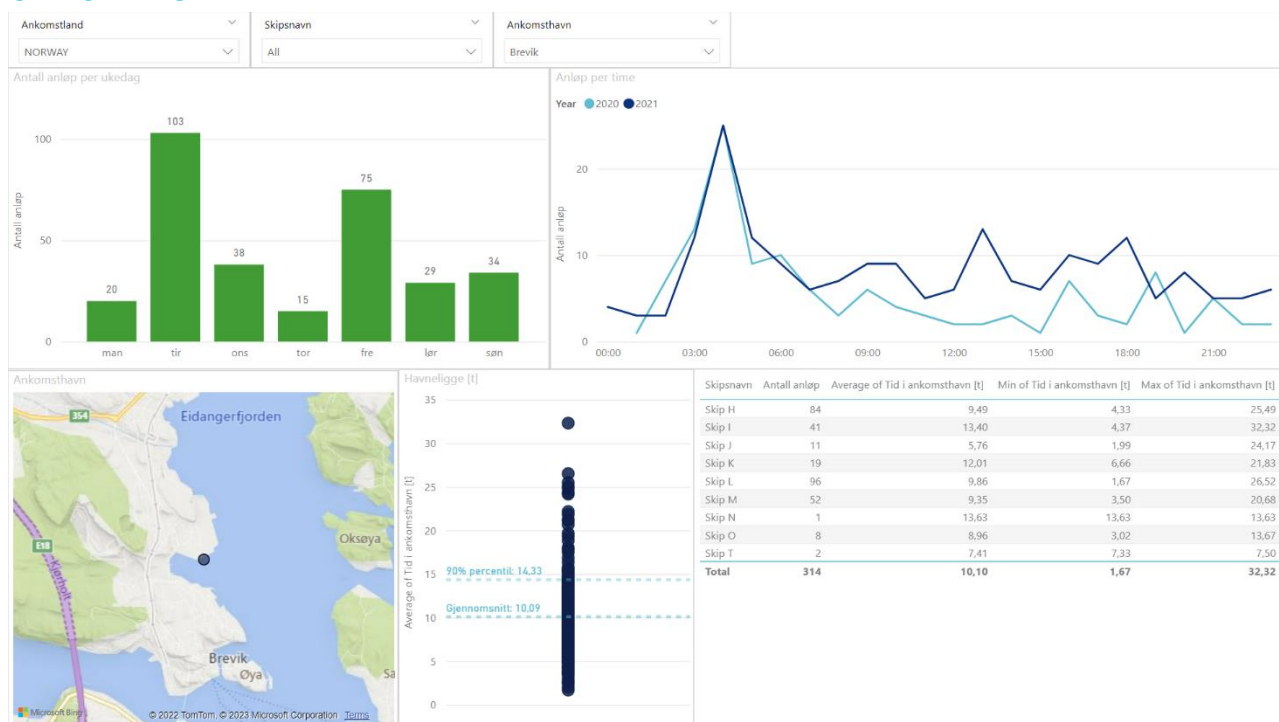 Ankomstland Skipsnavn Ankomsthavn
NORWAY All Brevik
Antall anløp per ukedag
103
100
75
50
38
34
29
20
15
0
Antall anløp
man tir ons tor fre lør søn
Anløp per time
Year 2020 2021
20
10
0
Antall anløp
00:00 03:00 06:00 09:00 12:00 15:00 18:00 21:00
Ankomsthavn
354
Eidangerfjorden
Oksøya
E18
Kjørholt
Brevik
Øya
Sa
Microsoft Bing
© 2022 TomTom, © 2023 Microsoft Corporation Terms
Havneligge [t]
35
30
25
20
15
10
5
0
Average of Tid i ankomsthavn [t]
90% percentil: 14,33
Gjennomsnitt: 10,09
Skipsnavn Antall anløp Average of Tid i ankomsthavn [t] Min of Tid i ankomsthavn [t] Max of Tid i ankomsthavn [t]
Skip H 84 9,49 4,33 25,49
Skip I 41 13,40 4,37 32,32
Skip J 11 5,76 1,99 24,17
Skip K 19 12,01 6,66 21,83
Skip L 96 9,86 1,67 26,52
Skip M 52 9,35 3,50 20,68
Skip N 1 13,63 13,63 13,63
Skip O 8 8,96 3,02 13,67
Skip T 2 7,41 7,33 7,50
Total 314 10,10 1,67 32,32